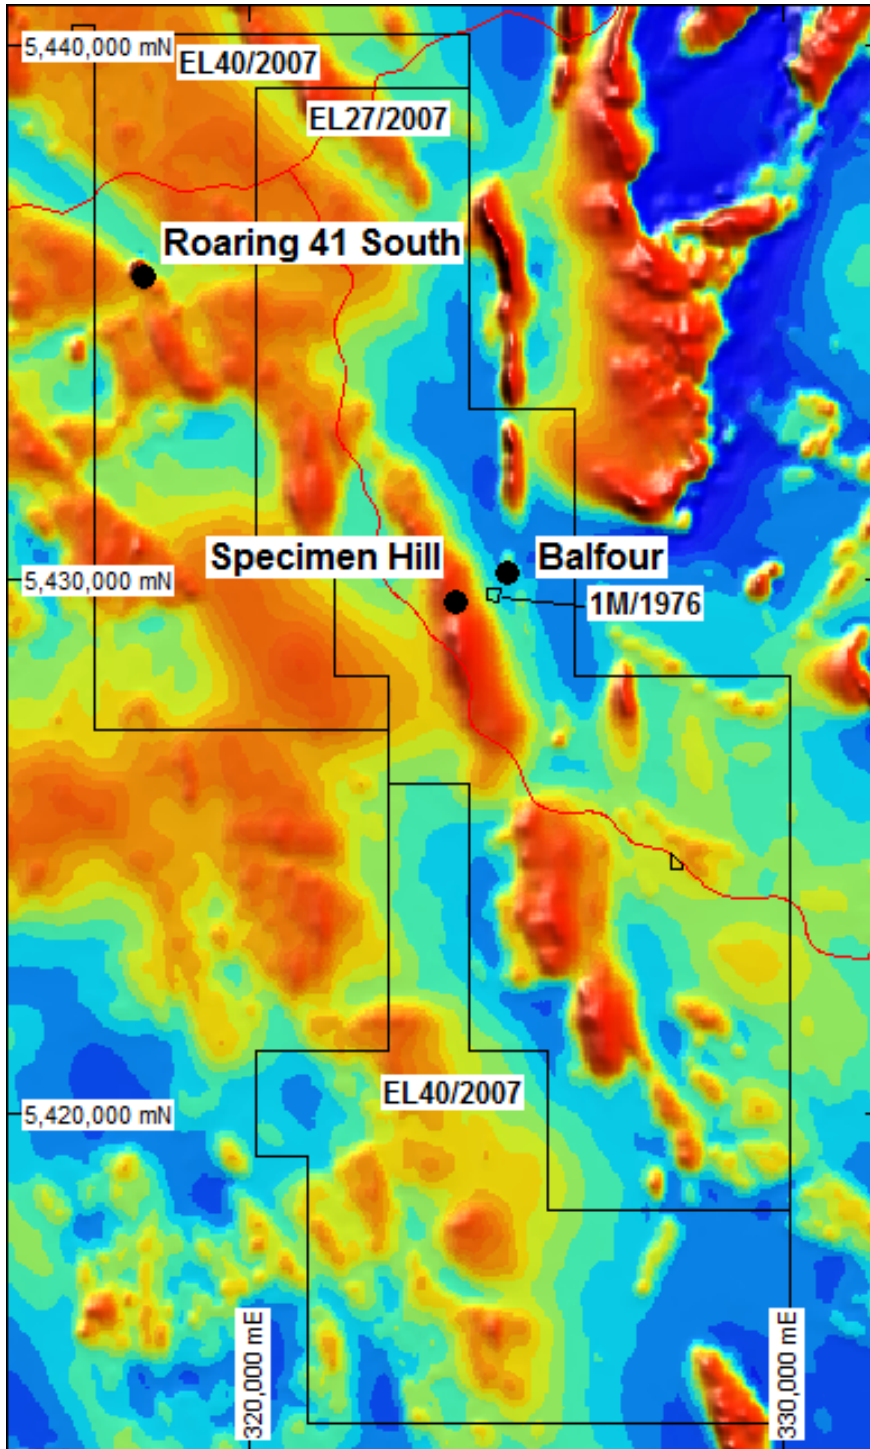 5,440,000 mN
EL40/2007
EL27/2007
Roaring 41 South
Specimen Hill
Balfour
5,430,000 mN
1M/1976
EL40/2007
5,420,000 mN
320,000 mE
330,000 mE